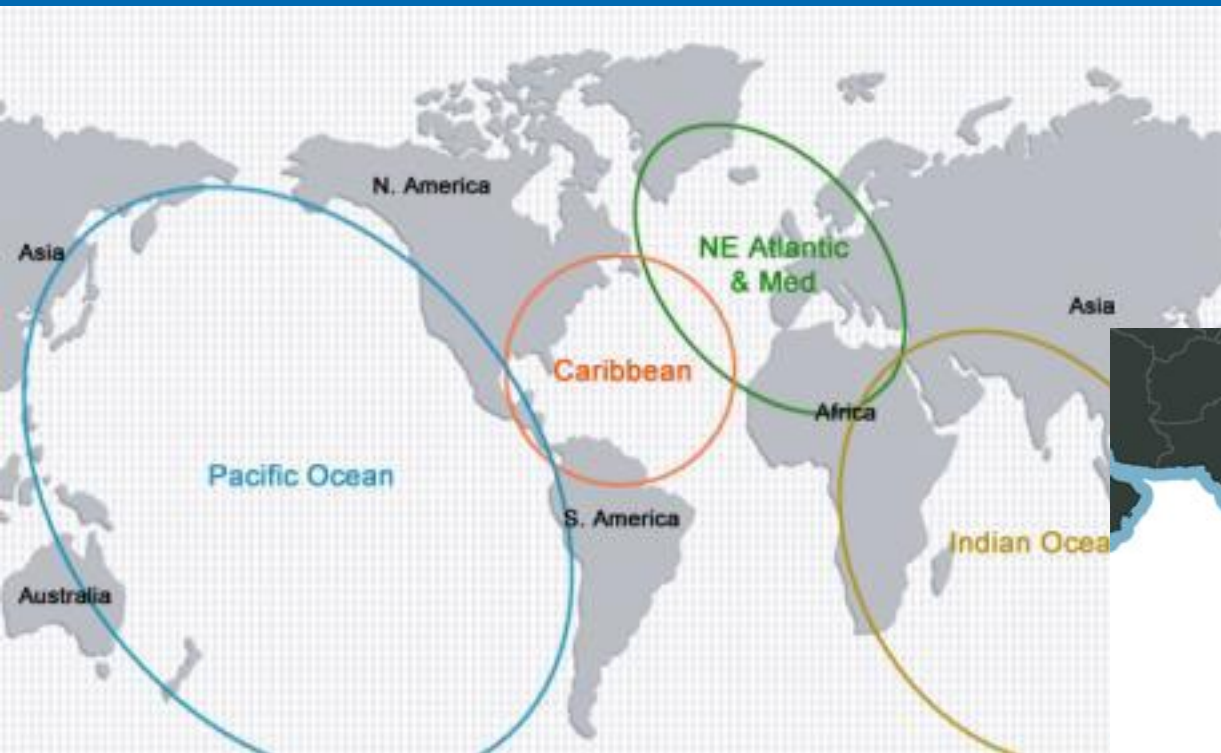 N. America
Asia
NE Atlantic
& Med
Asia
Caribbean
Africa
Pacific Ocean
S. America
Indian Ocea
Australia